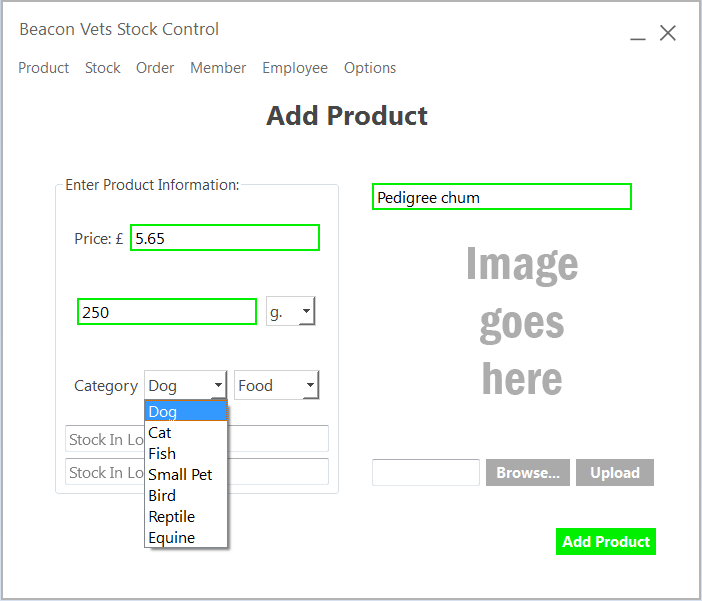 Beacon Vets Stock Control
Product Stock Order Member Employee Options
Add Product
Enter Product Information:
Price: £ 5.65
250 g.
Category Dog Food
Dog
Cat
Fish
Small Pet
Bird
Reptile
Equine
Stock In Lo
Stock In Lo
Pedigree chum
Image
goes
here
Browse... Upload
Add Product